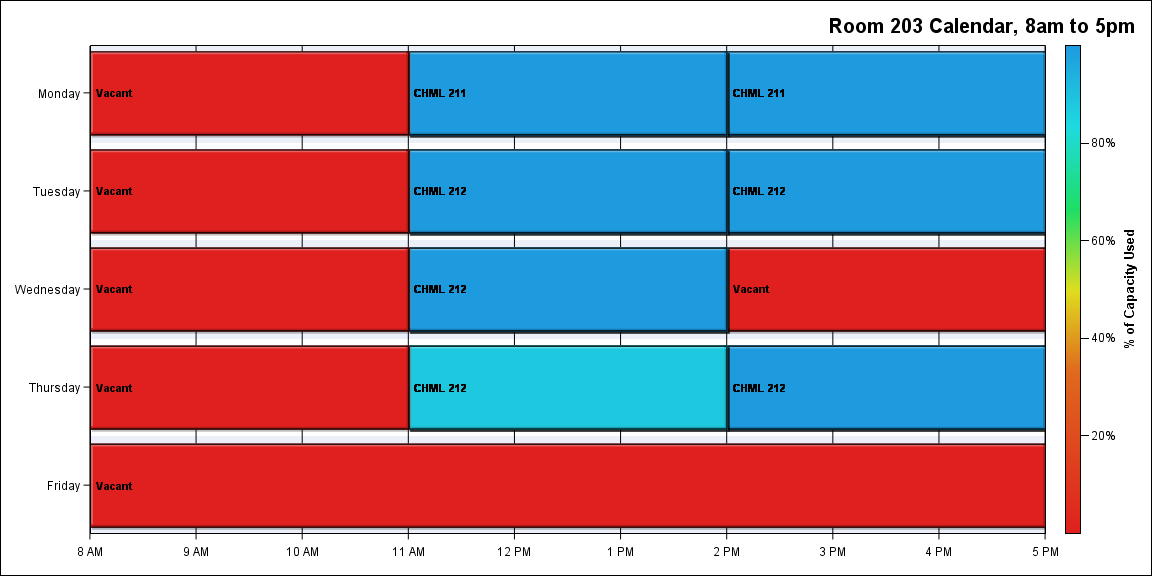 Room 203 Calendar, 8am to 5pm
Monday
Vacant
CHML 211
CHML 211
Tuesday
Vacant
CHML 212
CHML 212
Wednesday
Vacant
CHML 212
Vacant
Thursday
Vacant
CHML 212
CHML 212
Friday
Vacant
8 AM
9 AM
10 AM
11 AM
12 PM
1 PM
2 PM
3 PM
4 PM
5 PM
80%
60%
40%
20%
% of Capacity Used